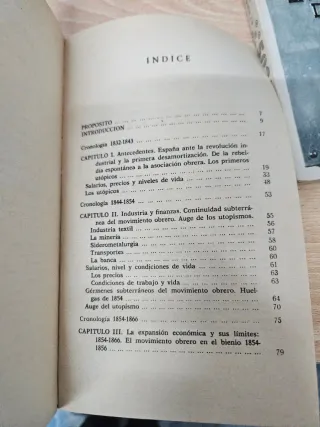 INDICE
PROPOSITO ... 7
INTRODUCCION ... 9
Cronología 1832-1843 ... 17
CAPITULO I. Antecedentes. España ante la revolución in-
dustrial y la primera desamortización. De la rebel-
día espontánea a la asociación obrera. Los primeros
utópicos ... 19
Salarios, precios y niveles de vida ... 33
Los utópicos ... 48
Cronología 1844-1854 ... 53
CAPITULO II. Industria y finanzas. Continuidad subterrá-
nea del movimiento obrero. Auge de los utopismos. 55
Industria textil ... 56
La minería ... 57
Siderometalurgia ... 58
Transportes ... 60
La banca ... 60
Salarios, nivel y condiciones de vida ... 61
Los precios ... 63
Condiciones de trabajo y vida ... 63
Gérmenes subterráneos del movimiento obrero. Huel-
gas de 1854 ... 64
Auge del utopismo ... 70
Cronología 1854-1866 ... 75
CAPITULO III. La expansión económica y sus límites:
1854-1866. El movimiento obrero en el bienio 1854-
1856 ... 79